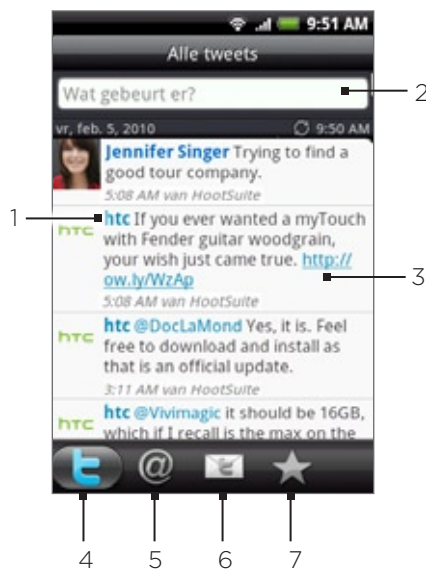 9:51 AM
Alle tweets
Wat gebeurt er?
2
vr, feb. 5, 2010 9:50 AM
Jennifer Singer Trying to find a
good tour company.
5:08 AM van HootSuite
1
hTC
htc If you ever wanted a myTouch
with Fender guitar woodgrain,
your wish just came true. http://
ow.ly/WzAp
3
5:08 AM van HootSuite
hTC
htc @DocLaMond Yes, it is. Feel
free to download and install as
that is an official update.
3:11 AM van HootSuite
hTC
htc @Vivimagic it should be 16GB,
which if I recall is the max on the
@
4 5 6 7